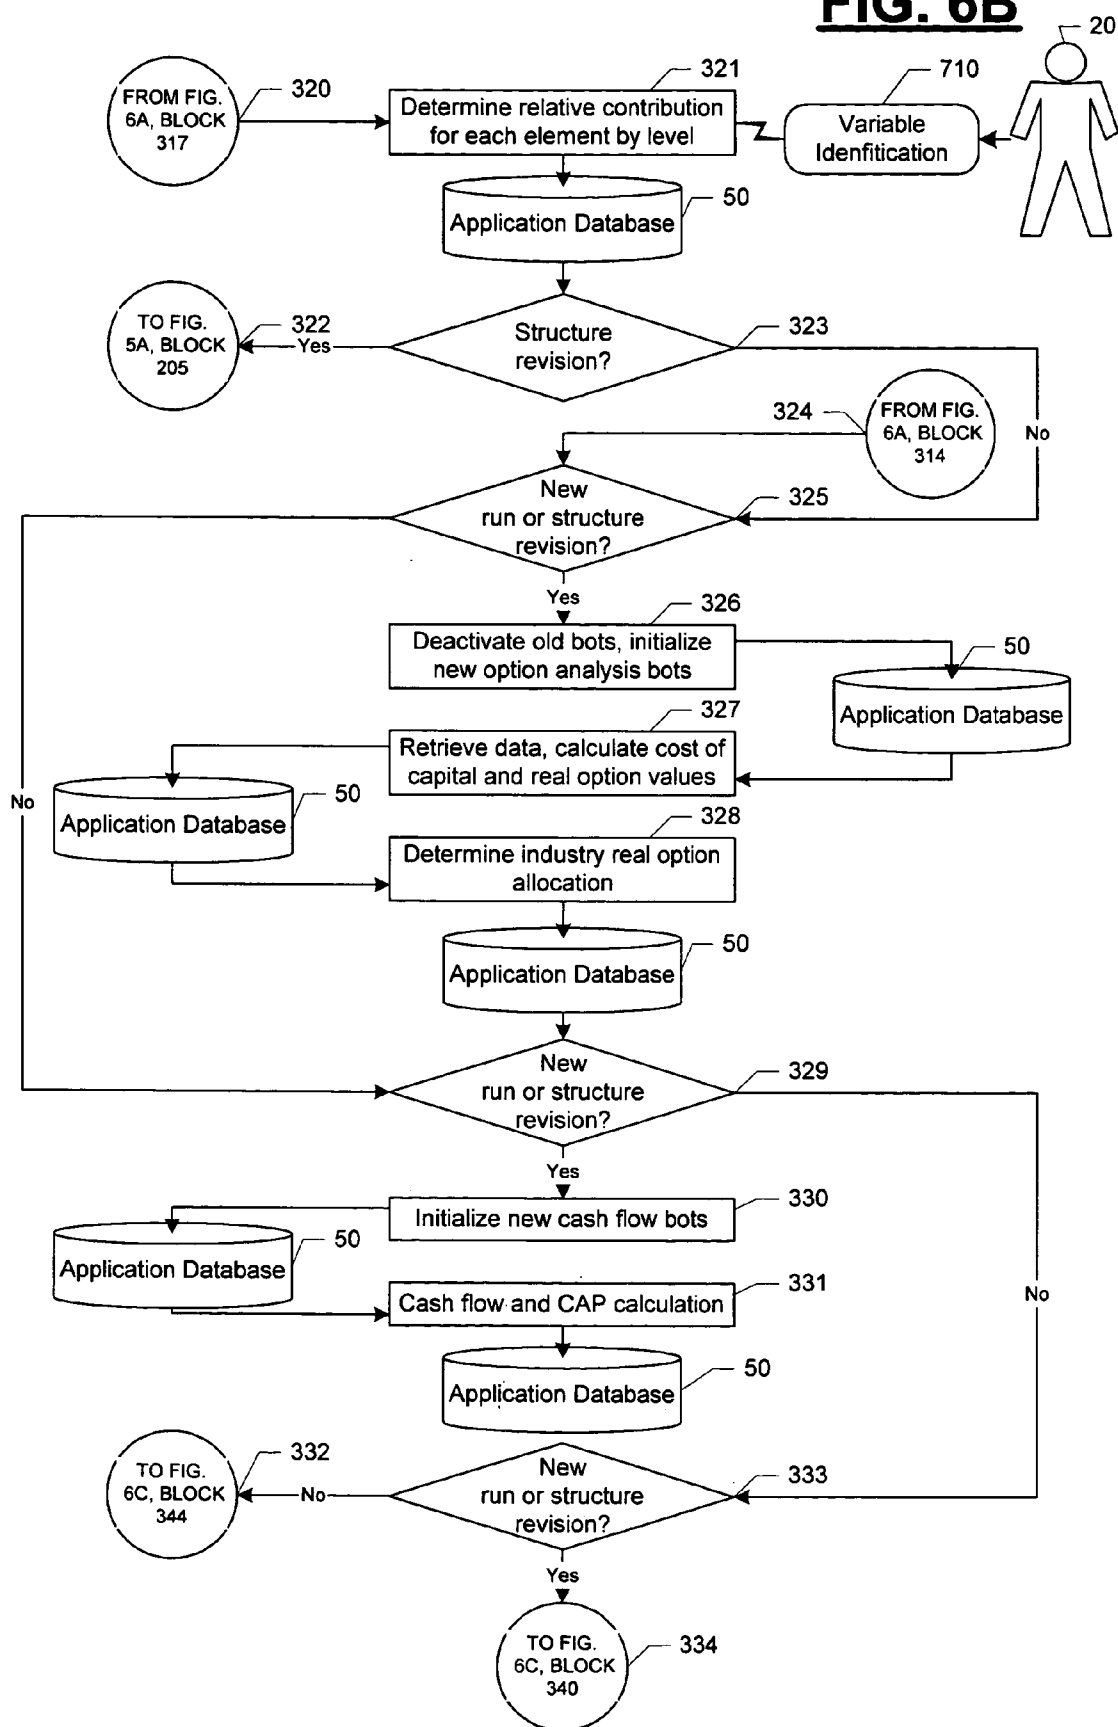 FIG. 6B
20
FROM FIG.
6A, BLOCK
317
320
Determine relative contribution
for each element by level
321
Variable
Idenfitication
710
Application Database
50
TO FIG.
5A, BLOCK
205
322
Yes
Structure
revision?
323
324
FROM FIG.
6A, BLOCK
314
No
New
run or structure
revision?
325
Yes
Deactivate old bots, initialize
new option analysis bots
326
50
Application Database
Retrieve data, calculate cost of
capital and real option values
327
No
Application Database
50
Determine industry real option
allocation
328
Application Database
50
New
run or structure
revision?
329
Yes
Initialize new cash flow bots
330
Application Database
50
Cash flow and CAP calculation
331
No
Application Database
50
TO FIG.
6C, BLOCK
344
332
No
New
run or structure
revision?
333
Yes
TO FIG.
6C, BLOCK
340
334